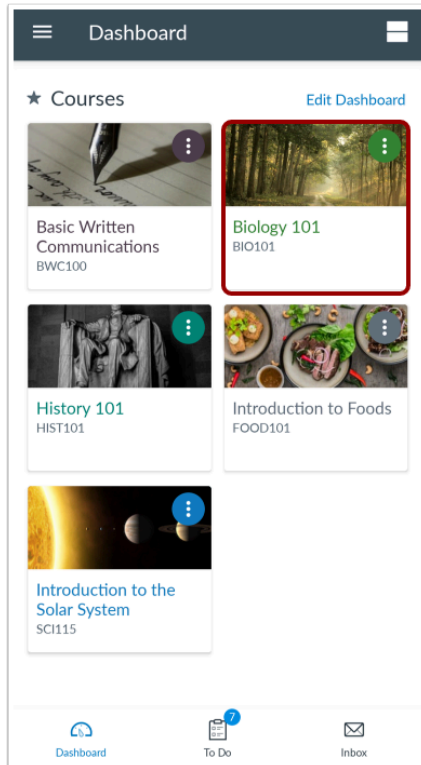 Dashboard
★ Courses
Edit Dashboard
Basic Written
Communications
BWC100
Biology 101
BIO101
History 101
HIST101
Introduction to Foods
FOOD101
Introduction to the
Solar System
SCI115
7
Dashboard
To Do
Inbox